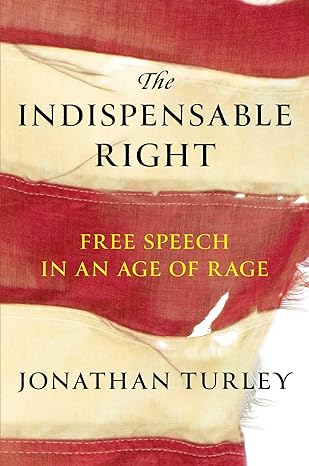 The
INDISPENSABLE
RIGHT
FREE SPEECH
IN AN AGE OF RAGE
JONATHAN TURLEY